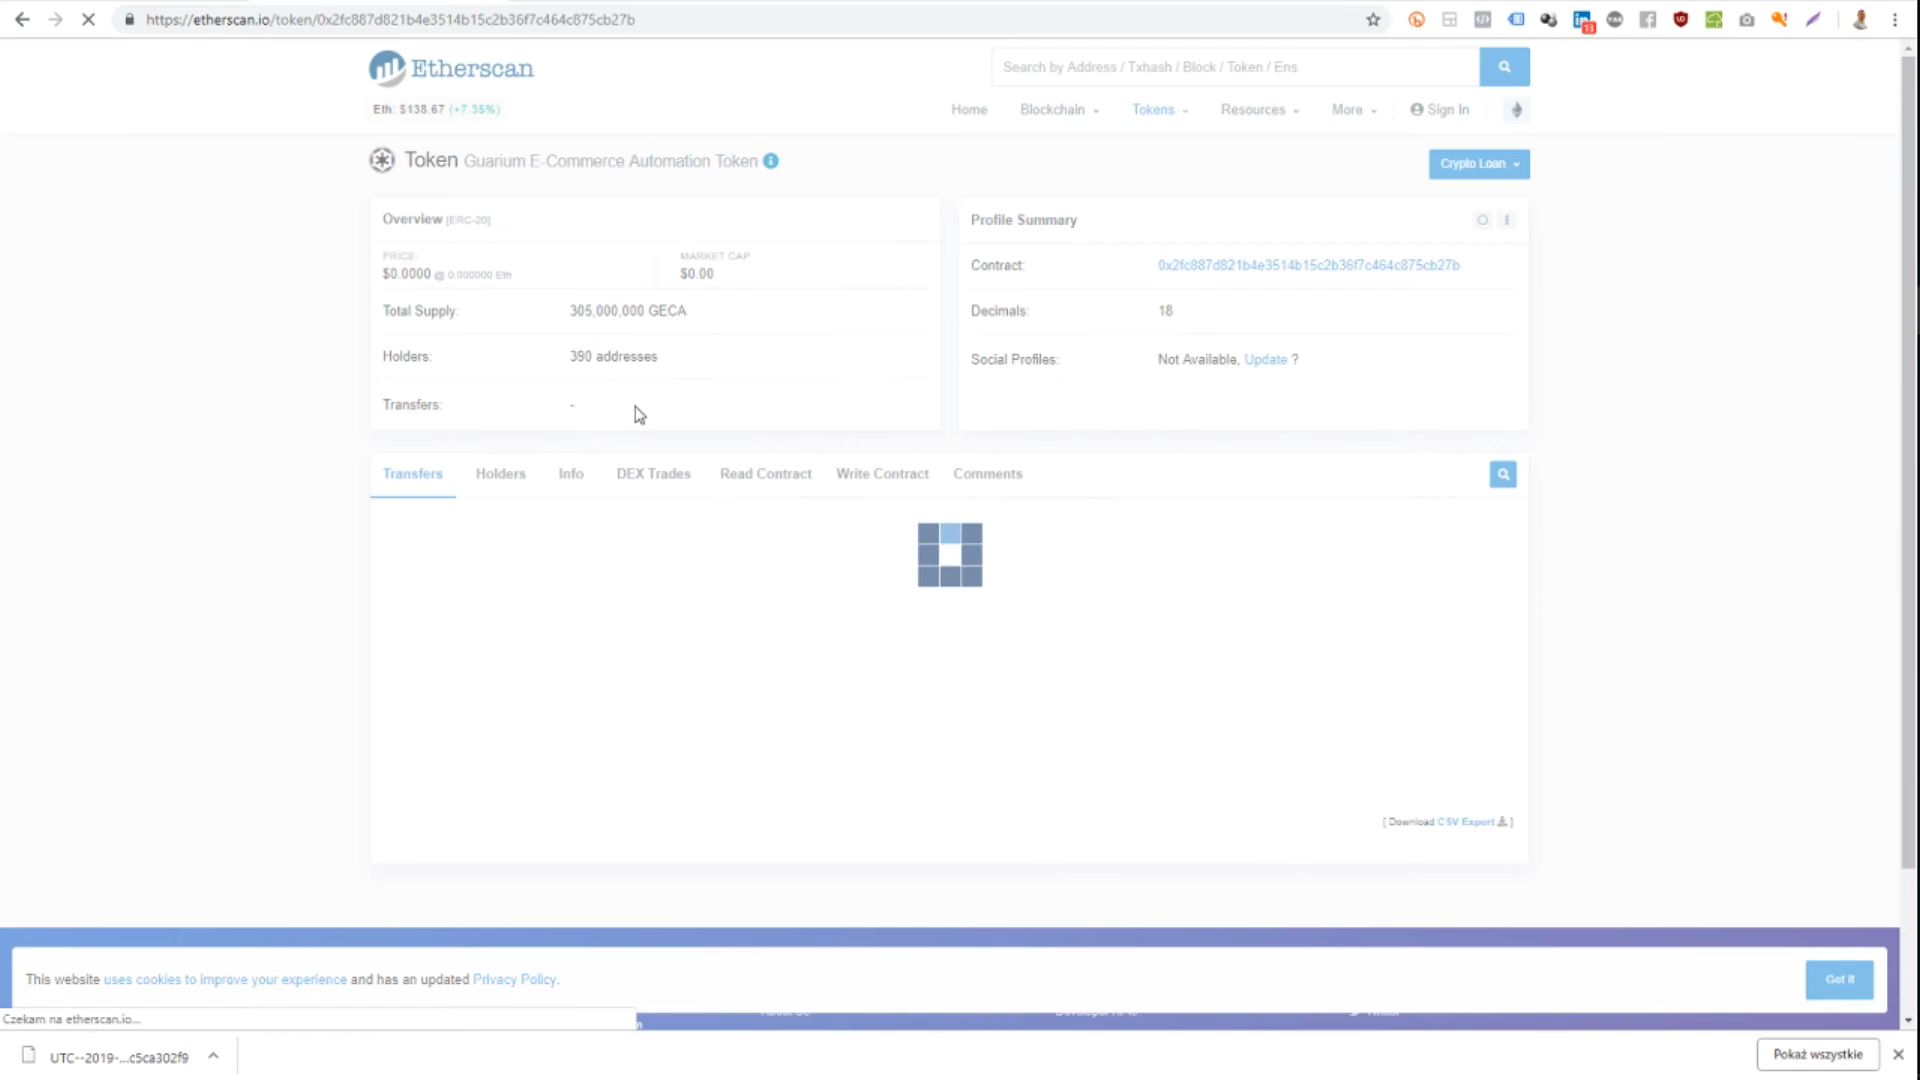 https://etherscan.io/token/0x2fc887d821b4e3514b15c2b36f7c464c875cb27b
13
Etherscan
Search by Address / Txhash / Block / Token / Ens
Eth: $138.67 (+7.35%)
Home Blockchain Tokens Resources More Sign In
Token Guarium E-Commerce Automation Token
Crypto Loan
Overview [ERC-20]
PRICE MARKET CAP
$0.0000 @ 0.000000 Eth $0.00
Total Supply: 305,000,000 GECA
Holders: 390 addresses
Transfers: -
Profile Summary
Contract: 0x2fc887d821b4e3514b15c2b36f7c464c875cb27b
Decimals: 18
Social Profiles: Not Available, Update ?
Transfers Holders Info DEX Trades Read Contract Write Contract Comments
[ Download CSV Export ]
This website uses cookies to improve your experience and has an updated Privacy Policy.
Got It
Czekam na etherscan.io...
UTC--2019-...c5ca302f9
Pokaż wszystkie